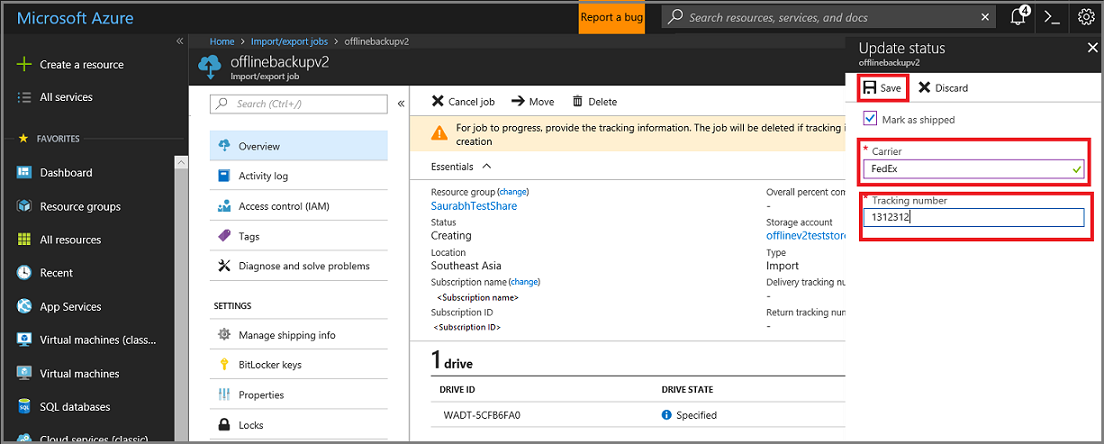 Microsoft Azure
Report a bug
Search resources, services, and docs
4
Home > Import/export jobs > offlinebackupv2
Create a resource
All services
FAVORITES
Dashboard
Resource groups
All resources
Recent
App Services
Virtual machines (classi...
Virtual machines
SQL databases
Cloud services (classic)
offlinebackupv2
Import/export job
Search (Ctrl+/)
Overview
Activity log
Access control (IAM)
Tags
Diagnose and solve problems
SETTINGS
Manage shipping info
BitLocker keys
Properties
Locks
Cancel job
Move
Delete
For job to progress, provide the tracking information. The job will be deleted if tracking i
creation
Essentials
Resource group (change)
SaurabhTestShare
Status
Creating
Location
Southeast Asia
Subscription name (change)
<Subscription name>
Subscription ID
<Subscription ID>
Overall percent com
-
Storage account
offlinev2teststore
Type
Import
Delivery tracking nu
-
Return tracking num
-
1 drive
DRIVE ID DRIVE STATE
WADT-5CFB6FA0 Specified
Update status
offlinebackupv2
Save
Discard
Mark as shipped
* Carrier
FedEx
* Tracking number
1312312